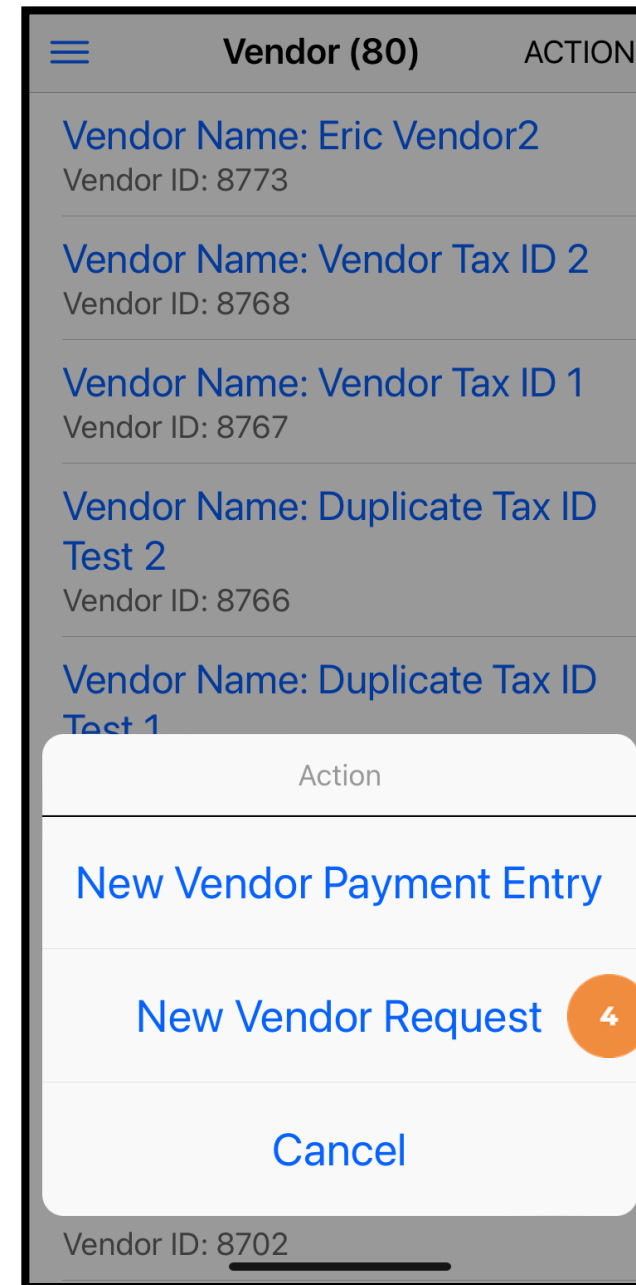 Vendor (80)
ACTION
Vendor Name: Eric Vendor2
Vendor ID: 8773
Vendor Name: Vendor Tax ID 2
Vendor ID: 8768
Vendor Name: Vendor Tax ID 1
Vendor ID: 8767
Vendor Name: Duplicate Tax ID
Test 2
Vendor ID: 8766
Vendor Name: Duplicate Tax ID
Test 1
Action
New Vendor Payment Entry
New Vendor Request
4
Cancel
Vendor ID: 8702